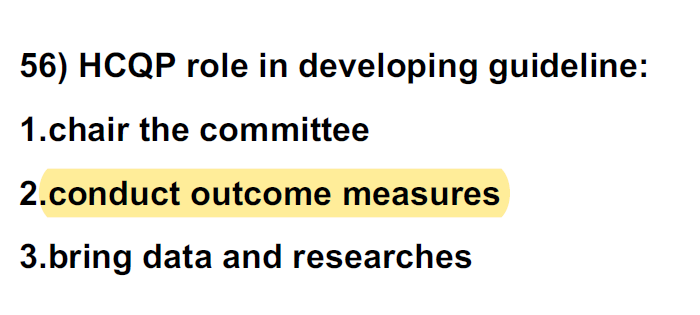 56) HCQP role in developing guideline:
1.chair the committee
2.conduct outcome measures
3.bring data and researches